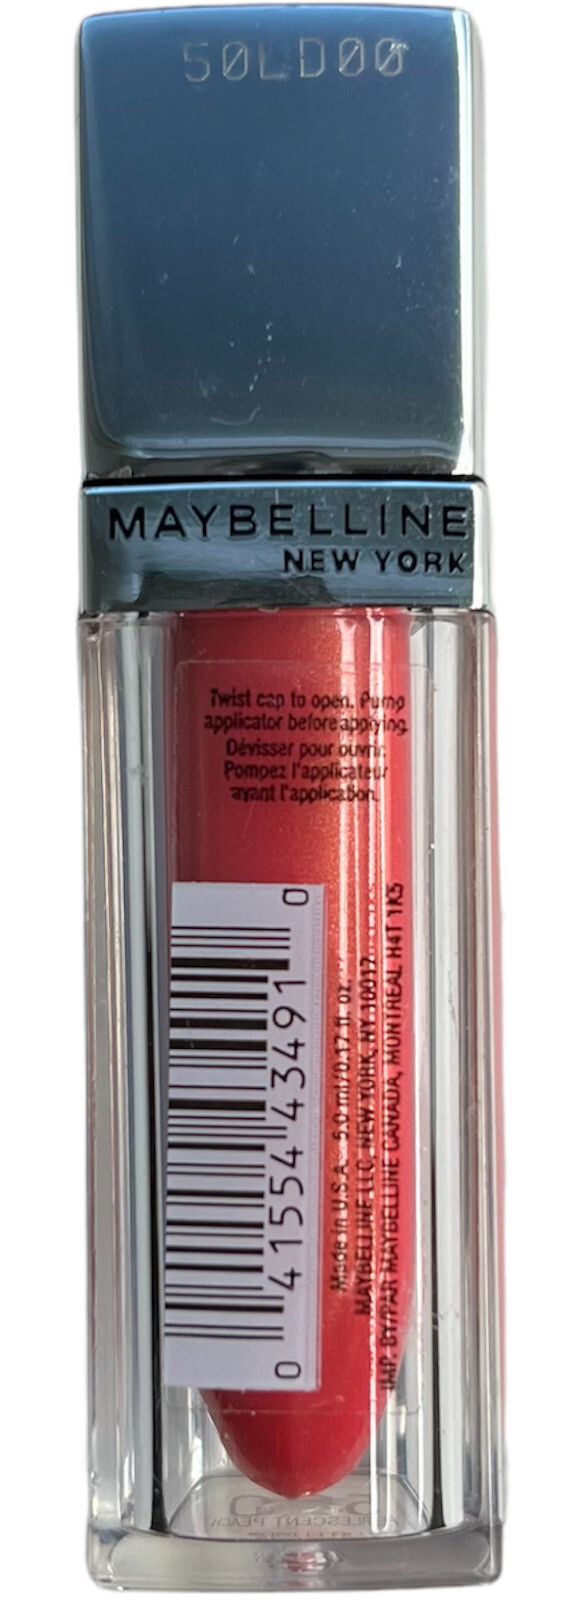 50LD00
MAYBELLINE
NEW YORK
Twist cap to open. Pump
applicator before applying.
Dévisser pour ouvrir.
Pompez l'applicateur
avant l'application.
0 41554 43491 0
Made in U.S.A. 5.0 ml/0.17 fl. oz.
MAYBELLINE LLC, NEW YORK, NY 10017
IMP. BY/PAR MAYBELLINE CANADA, MONTREAL H4T 1K5